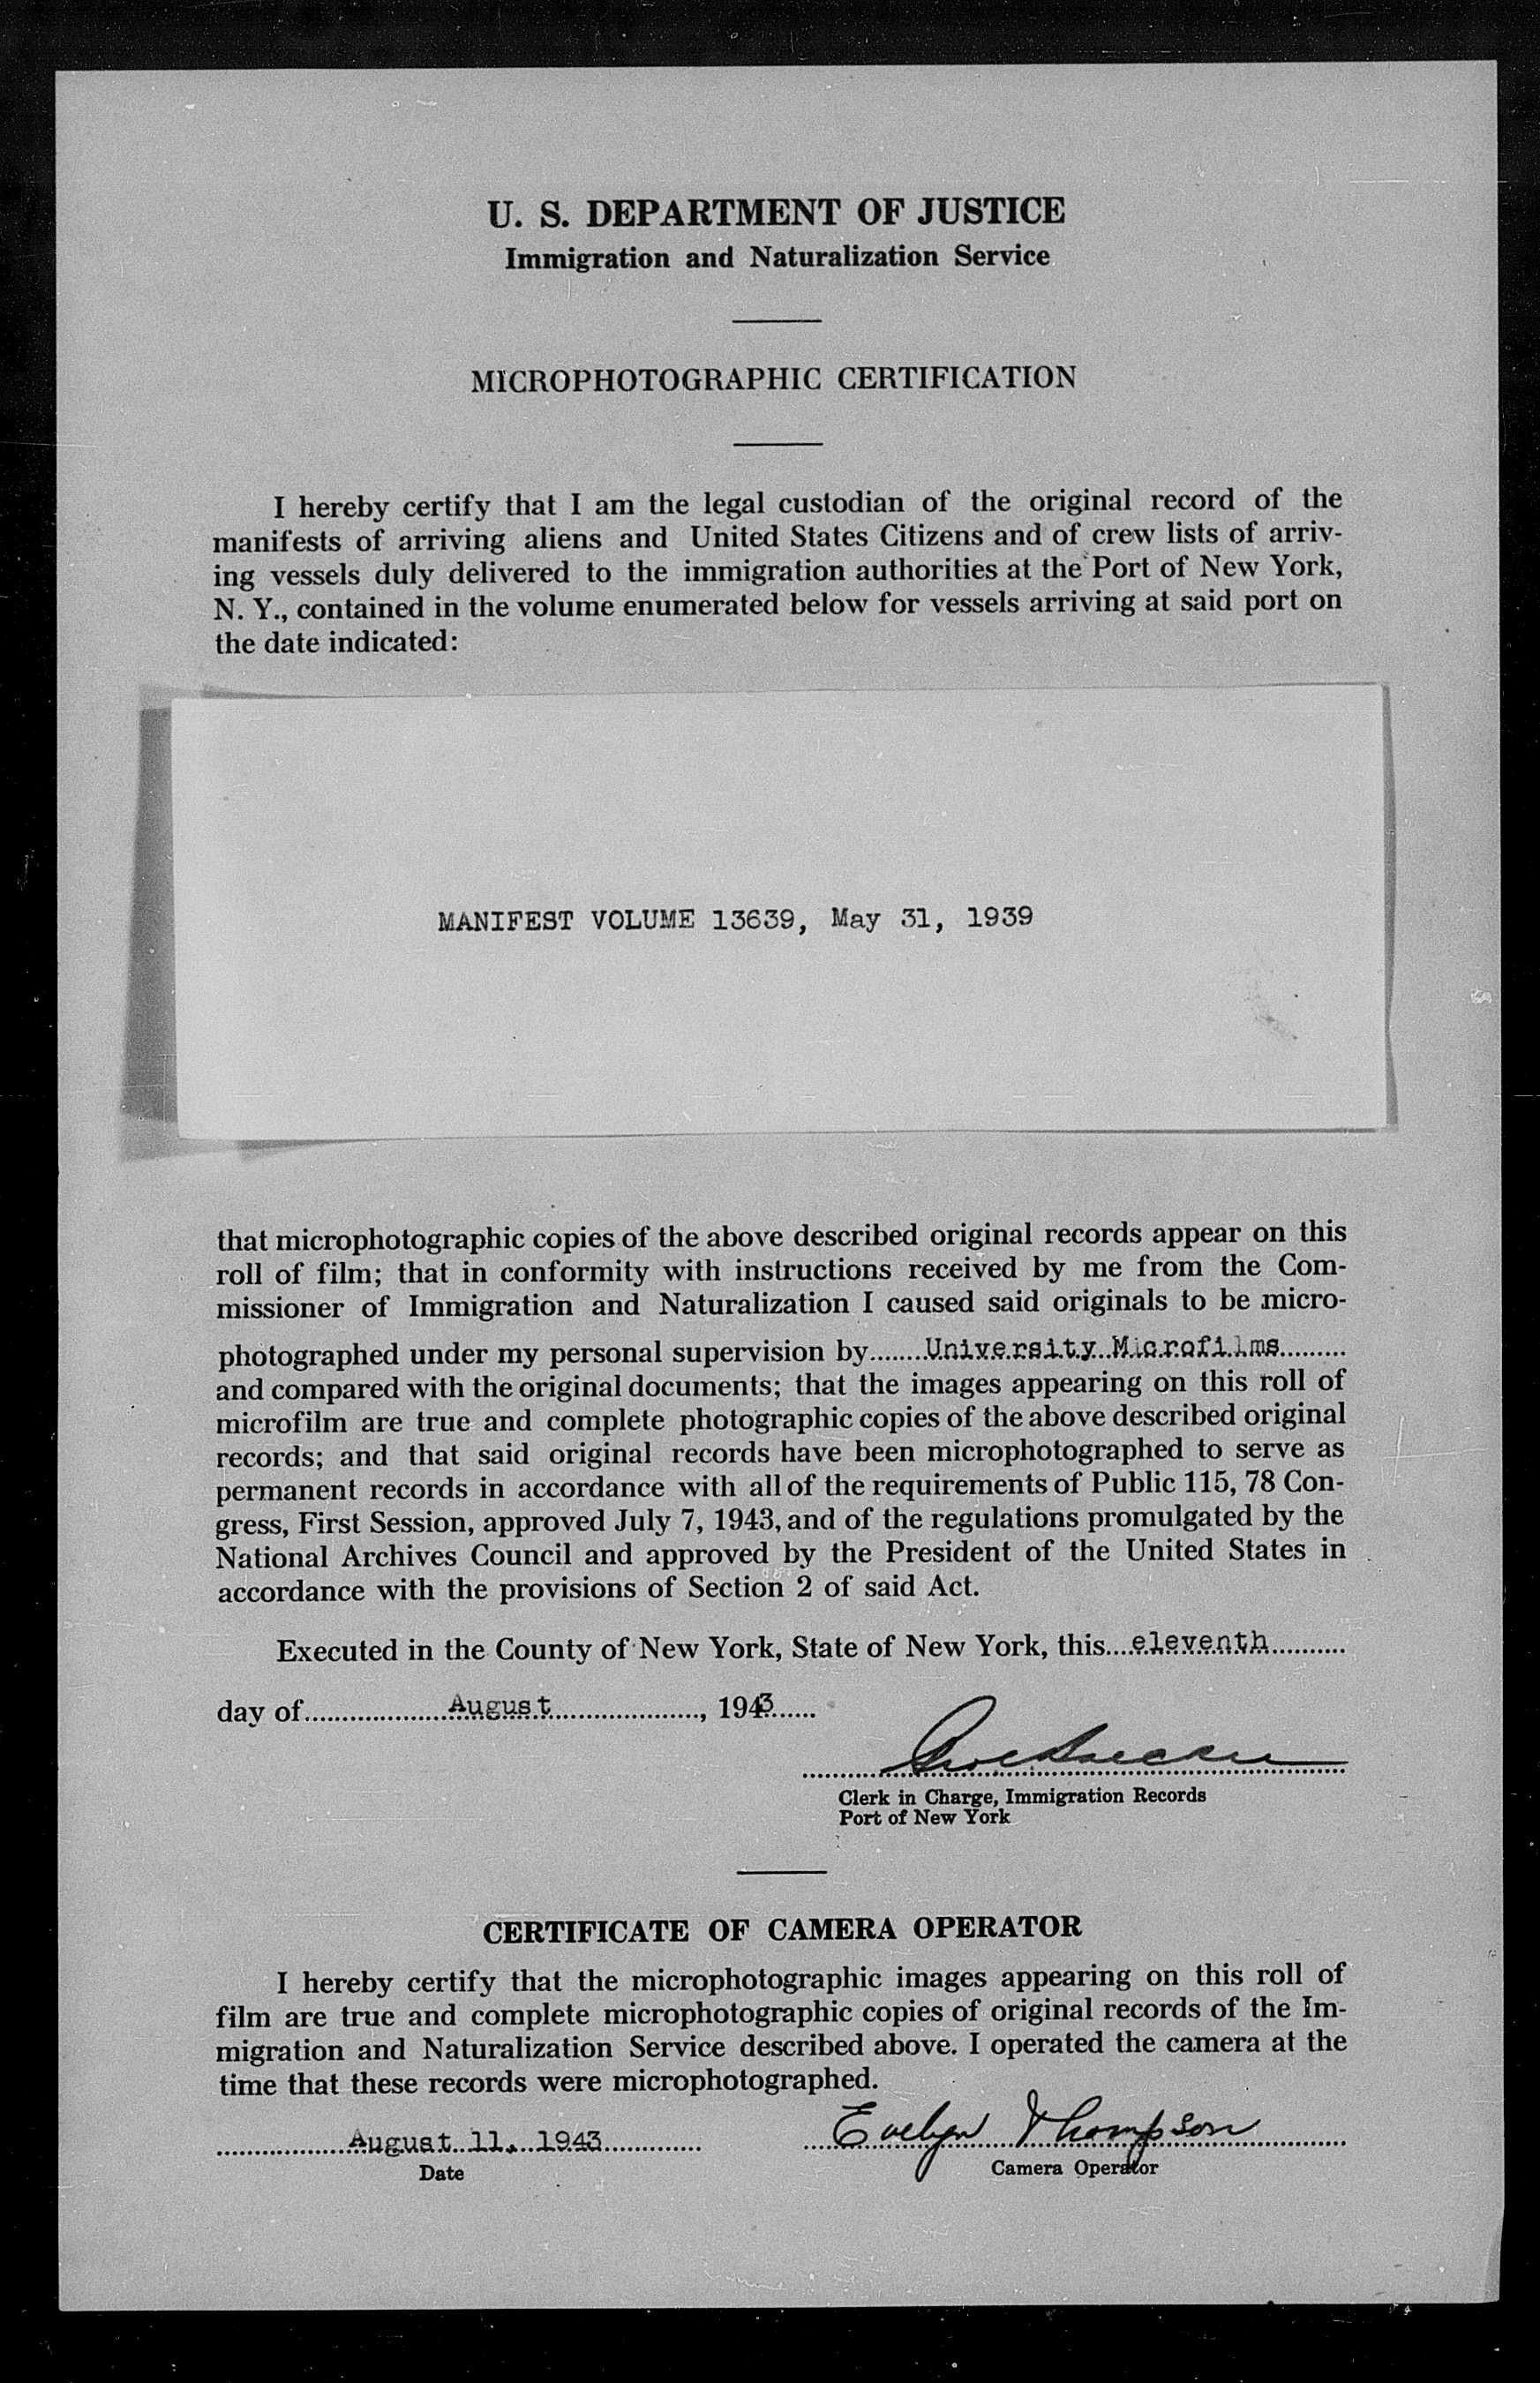 U. S. DEPARTMENT OF JUSTICE
Immigration and Naturalization Service
MICROPHOTOGRAPHIC CERTIFICATION
I hereby certify that I am the legal custodian of the original record of the
manifests of arriving aliens and United States Citizens and of crew lists of arriv-
ing vessels duly delivered to the immigration authorities at the Port of New York,
N. Y., contained in the volume enumerated below for vessels arriving at said port on
the date indicated:
MANIFEST VOLUME 13639, May 31, 1939
that microphotographic copies of the above described original records appear on this
roll of film; that in conformity with instructions received by me from the Com-
missioner of Immigration and Naturalization I caused said originals to be micro-
photographed under my personal supervision by University Microfilms
and compared with the original documents; that the images appearing on this roll of
microfilm are true and complete photographic copies of the above described original
records; and that said original records have been microphotographed to serve as
permanent records in accordance with all of the requirements of Public 115, 78 Con-
gress, First Session, approved July 7, 1943, and of the regulations promulgated by the
National Archives Council and approved by the President of the United States in
accordance with the provisions of Section 2 of said Act.
Executed in the County of New York, State of New York, this eleventh
day of August, 1943
Clerk in Charge, Immigration Records
Port of New York
CERTIFICATE OF CAMERA OPERATOR
I hereby certify that the microphotographic images appearing on this roll of
film are true and complete microphotographic copies of original records of the Im-
migration and Naturalization Service described above. I operated the camera at the
time that these records were microphotographed.
August 11, 1943 Evelyn Thompson
Date Camera Operator